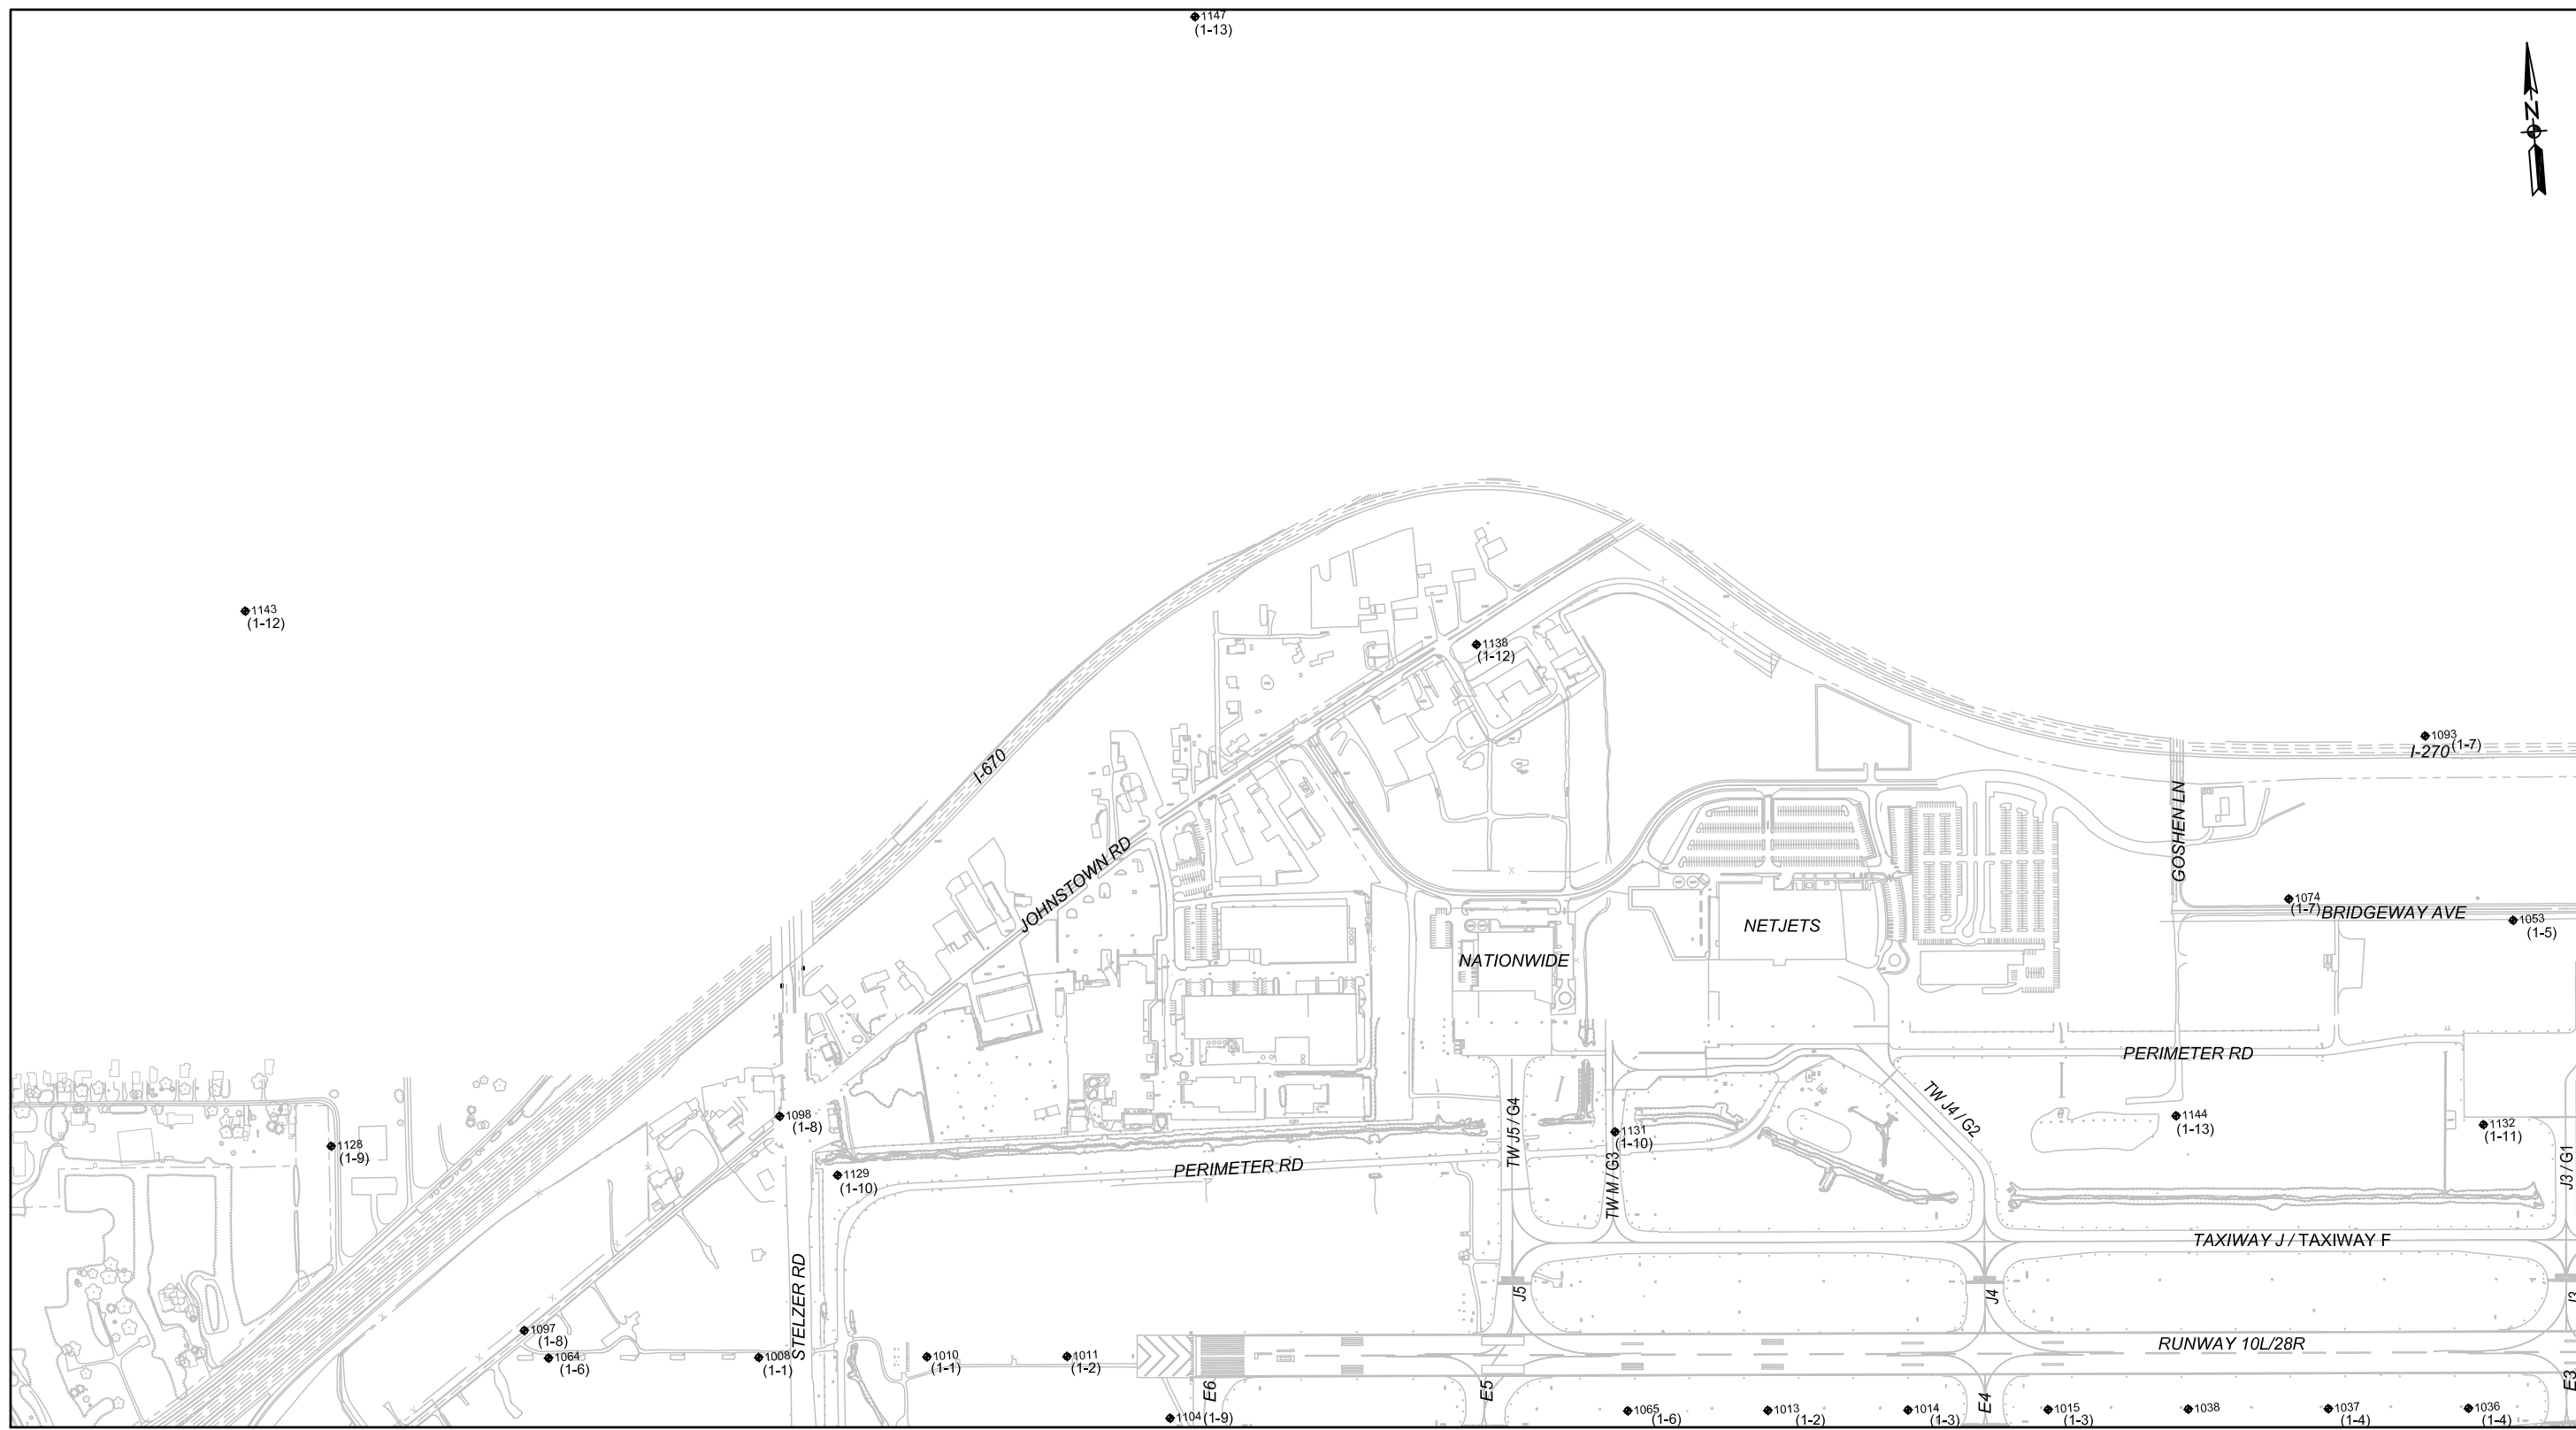 1147
(1-13)
N
1143
(1-12)
1138
(1-12)
1093
(1-7)
I-270
I-670
GOSHEN LN
JOHNSTOWN RD
1074
(1-7)
BRIDGEWAY AVE
1053
(1-5)
NETJETS
NATIONWIDE
PERIMETER RD
TW J4 / G2
TW J5 / G4
1098
(1-8)
1144
(1-13)
1132
(1-11)
1128
(1-9)
1131
(1-10)
TW M / G3
J3 / G1
PERIMETER RD
1129
(1-10)
TAXIWAY J / TAXIWAY F
STELZER RD
J5
J4
J3
1097
(1-8)
RUNWAY 10L/28R
1064
(1-6)
1008
(1-1)
1010
(1-1)
1011
(1-2)
E6
E5
E4
E3
1104 (1-9)
1065
(1-6)
1013
(1-2)
1014
(1-3)
1015
(1-3)
1038
1037
(1-4)
1036
(1-4)